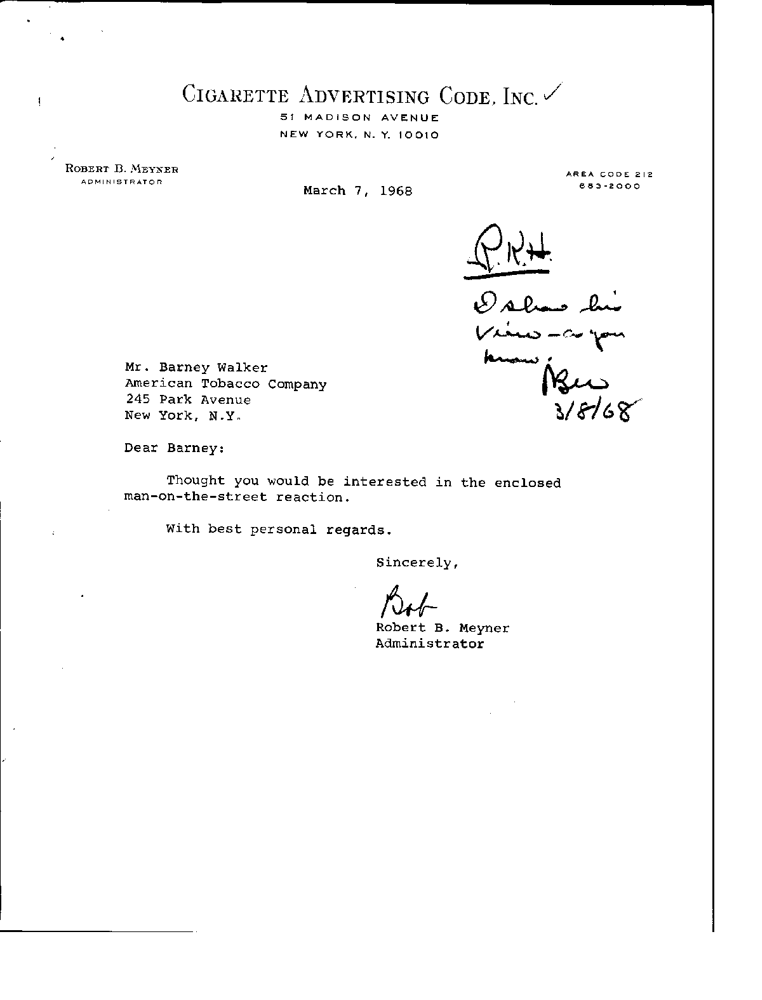 CIGARETTE ADVERTISING CODE, INC. ✓
51 MADISON AVENUE
NEW YORK, N. Y. 10010
ROBERT B. MEYNER
ADMINISTRATOR
AREA CODE 212
683-2000
March 7, 1968
R.K.H.
I share his
view - as you
know.
3/8/68
Mr. Barney Walker
American Tobacco Company
245 Park Avenue
New York, N.Y.
Dear Barney:
Thought you would be interested in the enclosed
man-on-the-street reaction.
With best personal regards.
Sincerely,
Bob
Robert B. Meyner
Administrator